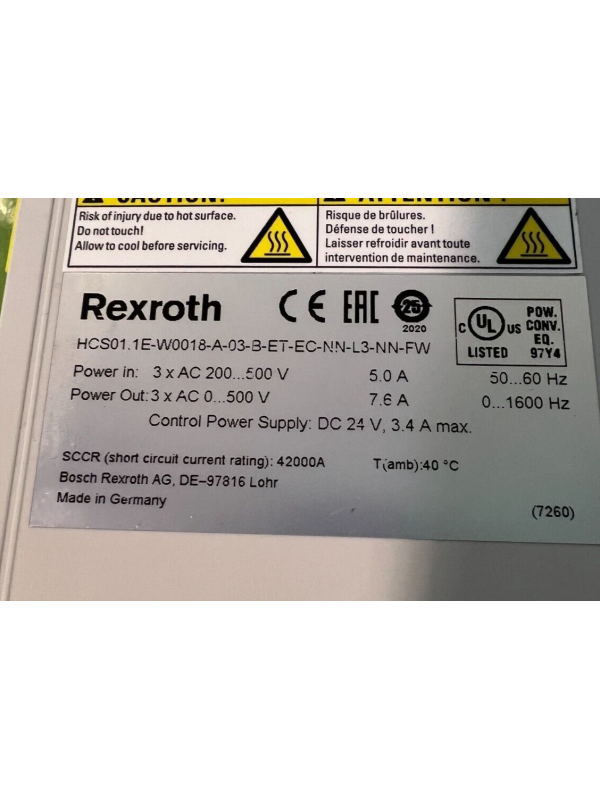 CAUTION!
Risk of injury due to hot surface.
Do not touch!
Allow to cool before servicing.
ATTENTION !
Risque de brûlures.
Défense de toucher !
Laisser refroidir avant toute
intervention de maintenance.
Rexroth
CE EAC 25
2020
C UL US
LISTED
POW.
CONV.
EQ.
97Y4
HCS01.1E-W0018-A-03-B-ET-EC-NN-L3-NN-FW
Power in: 3 x AC 200...500 V 5.0 A 50...60 Hz
Power Out: 3 x AC 0...500 V 7.6 A 0...1600 Hz
Control Power Supply: DC 24 V, 3.4 A max.
SCCR (short circuit current rating): 42000A T(amb):40 °C
Bosch Rexroth AG, DE–97816 Lohr
Made in Germany
(7260)